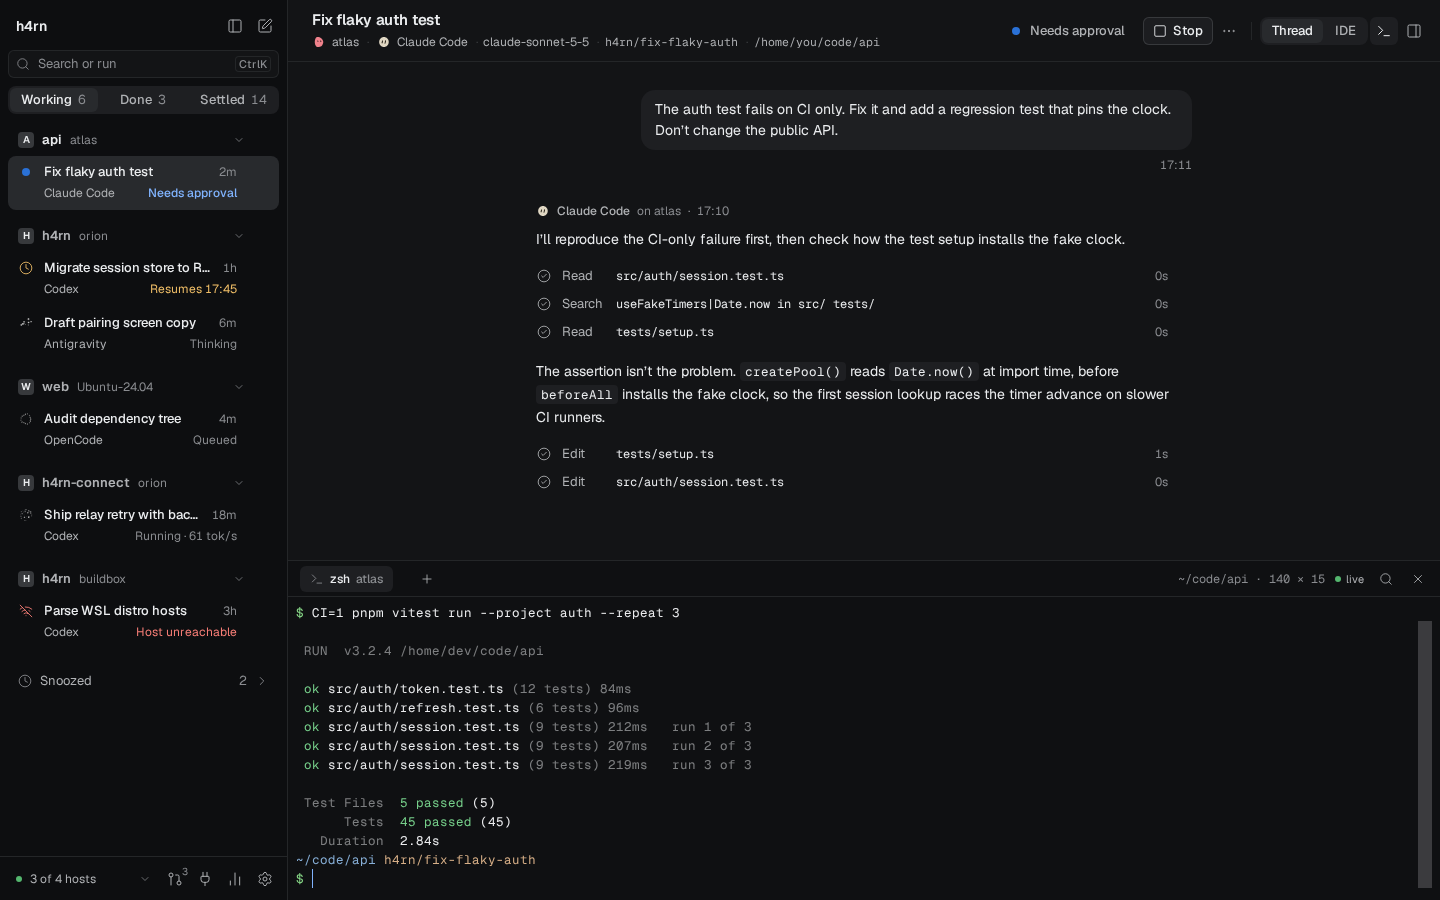 h4rn
Search or run CtrlK
Working 6 Done 3 Settled 14
A api atlas
Fix flaky auth test 2m
Claude Code Needs approval
H h4rn orion
Migrate session store to R... 1h
Codex Resumes 17:45
Draft pairing screen copy 6m
Antigravity Thinking
W web Ubuntu-24.04
Audit dependency tree 4m
OpenCode Queued
H h4rn-connect orion
Ship relay retry with bac... 18m
Codex Running · 61 tok/s
H h4rn buildbox
Parse WSL distro hosts 3h
Codex Host unreachable
Snoozed 2
3 of 4 hosts 3
Fix flaky auth test
atlas · Claude Code · claude-sonnet-5-5 · h4rn/fix-flaky-auth · /home/you/code/api
Needs approval Stop Thread IDE
The auth test fails on CI only. Fix it and add a regression test that pins the clock.
Don’t change the public API.
17:11
Claude Code on atlas · 17:10
I’ll reproduce the CI-only failure first, then check how the test setup installs the fake clock.
Read src/auth/session.test.ts 0s
Search useFakeTimers|Date.now in src/ tests/ 0s
Read tests/setup.ts 0s
The assertion isn’t the problem. createPool() reads Date.now() at import time, before
beforeAll installs the fake clock, so the first session lookup races the timer advance on slower
CI runners.
Edit tests/setup.ts 1s
Edit src/auth/session.test.ts 0s
zsh atlas ~/code/api · 140 × 15 live
$ CI=1 pnpm vitest run --project auth --repeat 3
RUN v3.2.4 /home/dev/code/api
ok src/auth/token.test.ts (12 tests) 84ms
ok src/auth/refresh.test.ts (6 tests) 96ms
ok src/auth/session.test.ts (9 tests) 212ms run 1 of 3
ok src/auth/session.test.ts (9 tests) 207ms run 2 of 3
ok src/auth/session.test.ts (9 tests) 219ms run 3 of 3
Test Files 5 passed (5)
Tests 45 passed (45)
Duration 2.84s
~/code/api h4rn/fix-flaky-auth
$